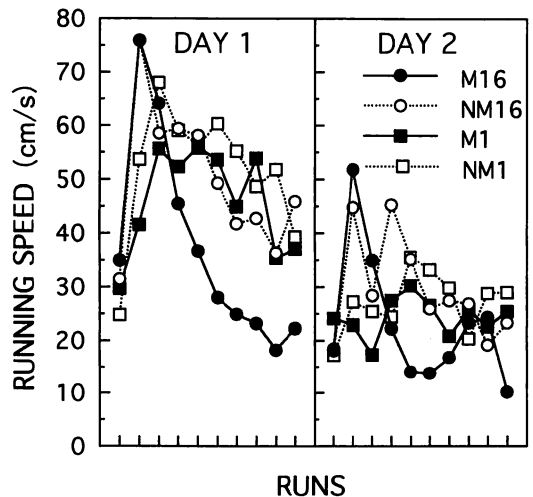 80
70
60
50
40
30
20
10
0
RUNNING SPEED (cm/s)
DAY 1
DAY 2
M16
NM16
M1
NM1
RUNS